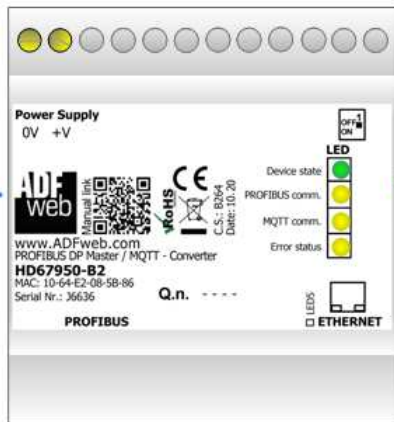 Power Supply
0V +V
OFF 1
ON
LED
Device state
PROFIBUS comm.
MQTT comm.
Error status
ADF
web
Manual link
RoHS
CE
C.S.: B264
Date: 10.20
www.ADFweb.com
PROFIBUS DP Master / MQTT - Converter
HD67950-B2
MAC: 10-64-E2-08-5B-86
Serial Nr.: J6636
Q.n. - - - -
LEDS
PROFIBUS
ETHERNET